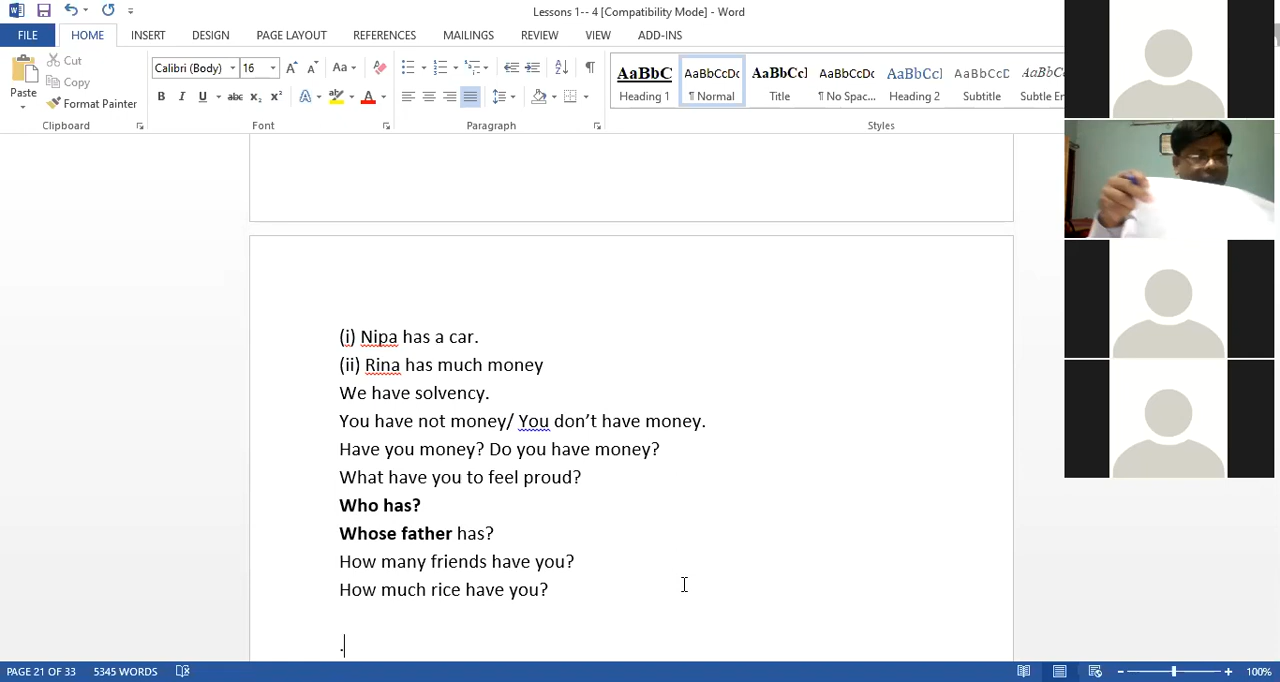 Lessons 1-- 4 [Compatibility Mode] - Word
FILE HOME INSERT DESIGN PAGE LAYOUT REFERENCES MAILINGS REVIEW VIEW ADD-INS
Paste
Cut
Copy
Format Painter
Calibri (Body) 16
AaBbC AaBbCcDc AaBbCc] AaBbCcDc AaBbCc] AaBbCcD AaBbCcD
Heading 1 ¶ Normal Title ¶ No Spac... Heading 2 Subtitle Subtle Em
Clipboard Font Paragraph Styles
(i) Nipa has a car.
(ii) Rina has much money
We have solvency.
You have not money/ You don’t have money.
Have you money? Do you have money?
What have you to feel proud?
Who has?
Whose father has?
How many friends have you?
How much rice have you?
.
PAGE 21 OF 33 5345 WORDS 100%